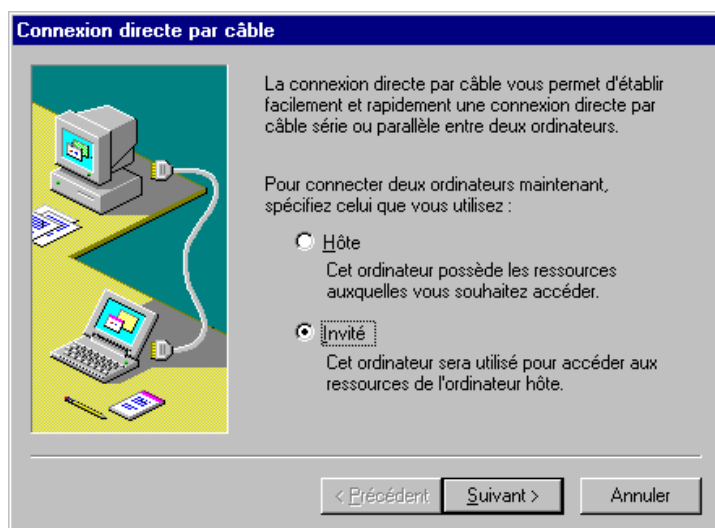 Connexion directe par câble
La connexion directe par câble vous permet d'établir
facilement et rapidement une connexion directe par
câble série ou parallèle entre deux ordinateurs.
Pour connecter deux ordinateurs maintenant,
spécifiez celui que vous utilisez :
Hôte
Cet ordinateur possède les ressources
auxquelles vous souhaitez accéder.
Invité
Cet ordinateur sera utilisé pour accéder aux
ressources de l'ordinateur hôte.
< Précédent
Suivant >
Annuler